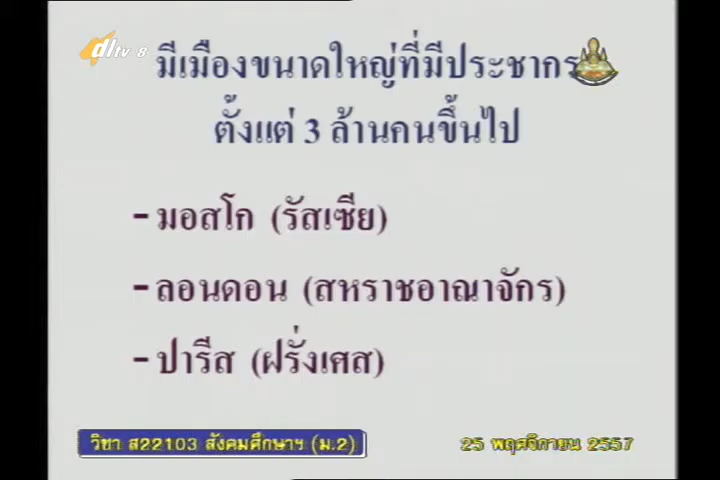 dltv-8
มีเมืองขนาดใหญ่ที่มีประชากร
ตั้งแต่ 3 ล้านคนขึ้นไป
-มอสโก (รัสเซีย)
-ลอนดอน (สหราชอาณาจักร)
-ปารีส (ฝรั่งเศส)
วิชา ส22103 สังคมศึกษาฯ (ม.2)
25 พฤศจิกายน 2557